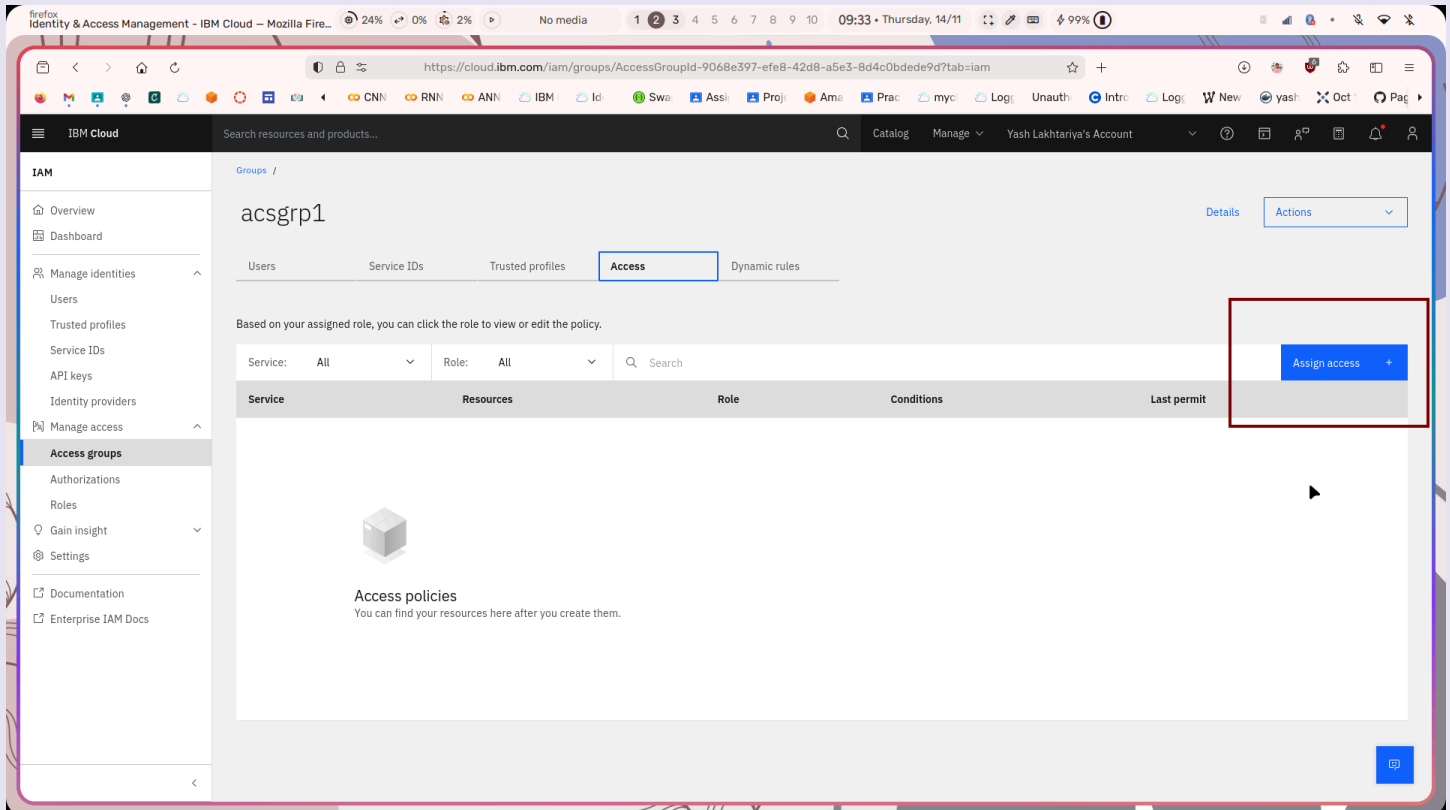 firefox
Identity & Access Management - IBM Cloud — Mozilla Fire...
24% 0% 2% No media 1 2 3 4 5 6 7 8 9 10 09:33 • Thursday, 14/11 99%
https://cloud.ibm.com/iam/groups/AccessGroupId-9068e397-efe8-42d8-a5e3-8d4c0bdede9d?tab=iam
CNN RNN ANN IBM Id Swa Assi Proj Ama Prac myc Log Unauth Intro Log New yash Oct Pag
IBM Cloud Search resources and products... Catalog Manage Yash Lakhtariya's Account
IAM
Overview
Dashboard
Manage identities
Users
Trusted profiles
Service IDs
API keys
Identity providers
Manage access
Access groups
Authorizations
Roles
Gain insight
Settings
Documentation
Enterprise IAM Docs
Groups /
acsgrp1
Details Actions
Users Service IDs Trusted profiles Access Dynamic rules
Based on your assigned role, you can click the role to view or edit the policy.
Service: All Role: All Search Assign access +
Service Resources Role Conditions Last permit
Access policies
You can find your resources here after you create them.